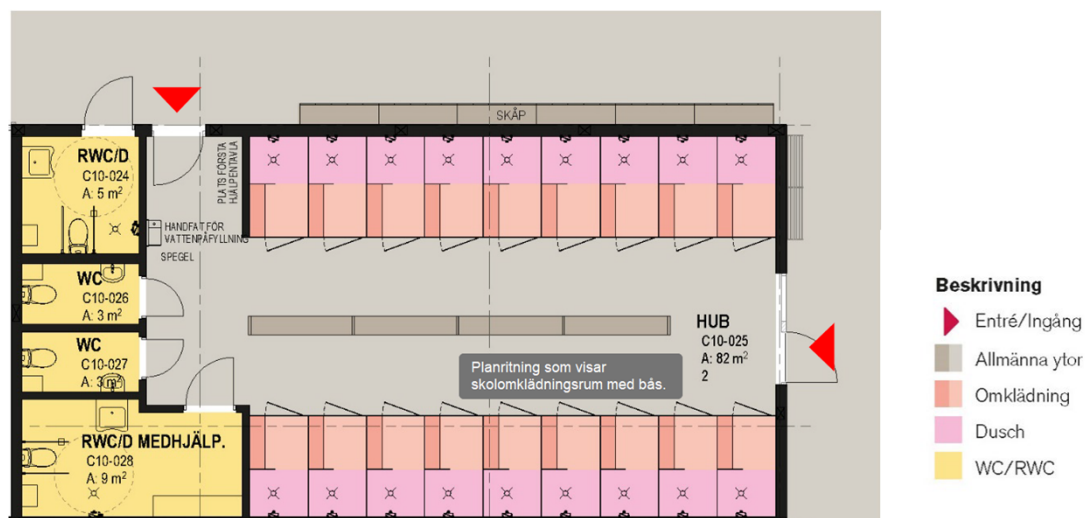 SKÅP
RWC/D
C10-024
A: 5 m²
PLATS FÖRSTA
HJÄLPENTAVLA
HANDFAT FÖR
VATTENPÅFYLLNING
SPEGEL
WC
C10-026
A: 3 m²
WC
C10-027
A: 3 m²
HUB
C10-025
A: 82 m²
2
Planritning som visar
skolomklädningsrum med bås.
RWC/D MEDHJÄLP.
C10-028
A: 9 m²
Beskrivning
Entré/Ingång
Allmänna ytor
Omklädning
Dusch
WC/RWC